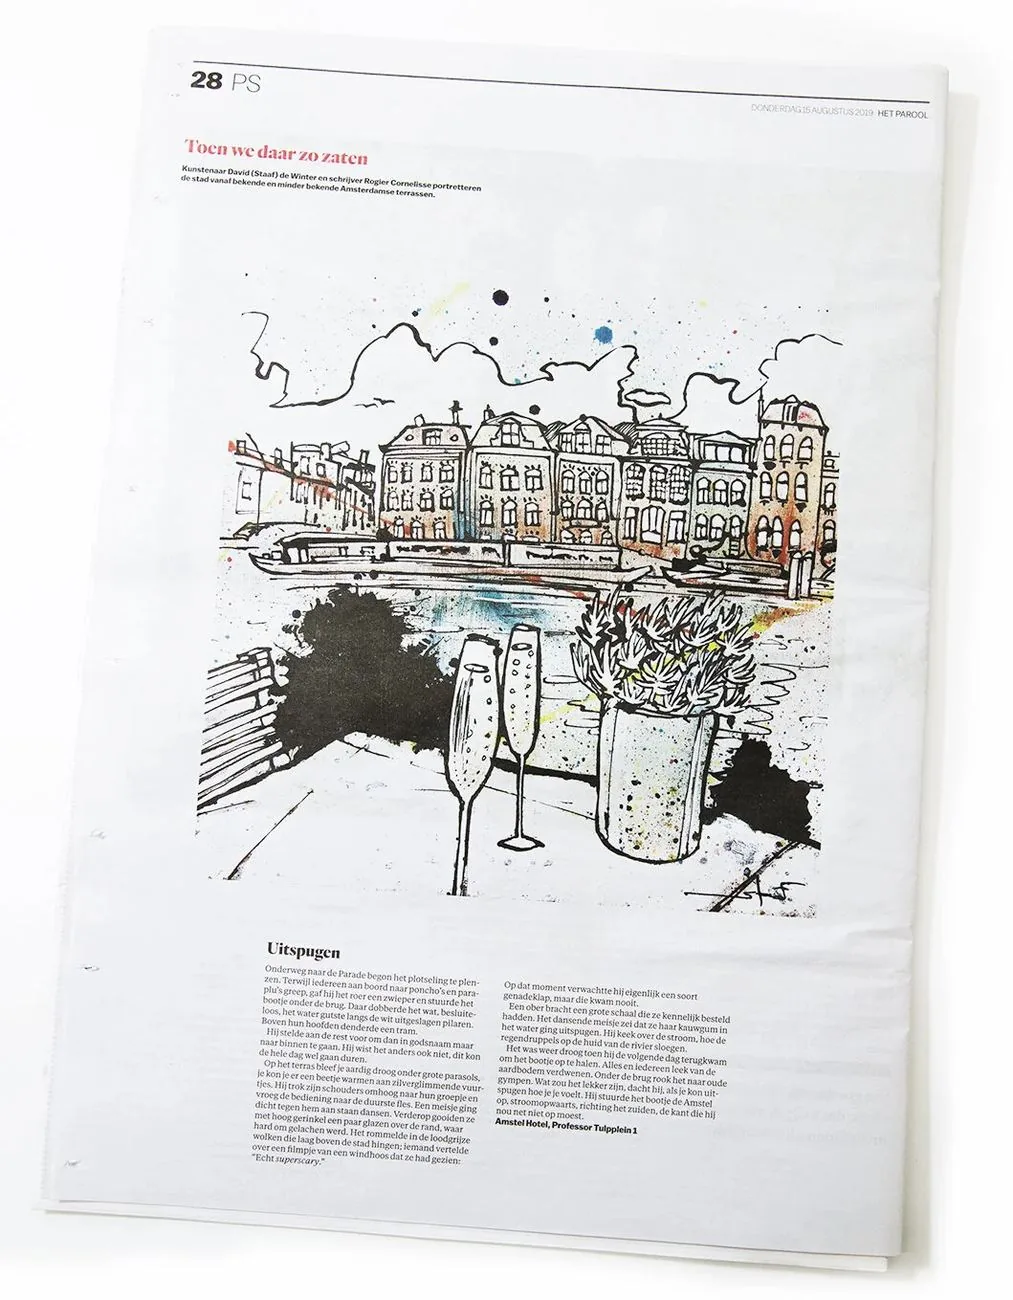 28 PS
DONDERDAG 15 AUGUSTUS 2019 HET PAROOL
Toen we daar zo zaten
Kunstenaar David (Staaf) de Winter en schrijver Rogier Cornelisse portretteren
de stad vanaf bekende en minder bekende Amsterdamse terrassen.
Uitspugen
Onderweg naar de Parade begon het plotseling te plen-
zen. Terwijl iedereen aan boord naar poncho's en para-
plu's greep, gaf hij het roer een zwieper en stuurde het
bootje onder de brug. Daar dobberde het wat, besluite-
loos, het water gutste langs de wit uitgeslagen pilaren.
Boven hun hoofden denderde een tram.
Hij stelde aan de rest voor om dan in godsnaam maar
naar binnen te gaan. Hij wist het anders ook niet, dit kon
de hele dag wel gaan duren.
Op het terras bleef je aardig droog onder grote parasols,
je kon je er een beetje warmen aan zilverglimmende vuur-
tjes. Hij trok zijn schouders omhoog naar hun groepje en
vroeg de bediening naar de duurste fles. Een meisje ging
dicht tegen hem aan staan dansen. Verderop gooiden ze
met hoog gerinkel een paar glazen over de rand, waar
hard om gelachen werd. Het rommelde in de loodgrijze
wolken die laag boven de stad hingen; iemand vertelde
over een filmpje van een windhoos dat ze had gezien:
"Echt superscary."
Op dat moment verwachtte hij eigenlijk een soort
genadeklap, maar die kwam nooit.
Een ober bracht een grote schaal die ze kennelijk besteld
hadden. Het dansende meisje zei dat ze haar kauwgum in
het water ging uitspugen. Hij keek over de stroom, hoe de
regendruppels op de huid van de rivier sloegen.
Het was weer droog toen hij de volgende dag terugkwam
om het bootje op te halen. Alles en iedereen leek van de
aardbodem verdwenen. Onder de brug rook het naar oude
gympen. Wat zou het lekker zijn, dacht hij, als je kon uit-
spugen hoe je je voelt. Hij stuurde het bootje de Amstel
op, stroomopwaarts, richting het zuiden, de kant die hij
nou net niet op moest.
Amstel Hotel, Professor Tulpplein 1